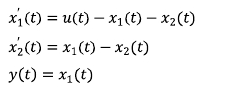 x₁′(t) = u(t) − x₁(t) − x₂(t)
x₂′(t) = x₁(t) − x₂(t)
y(t) = x₁(t)